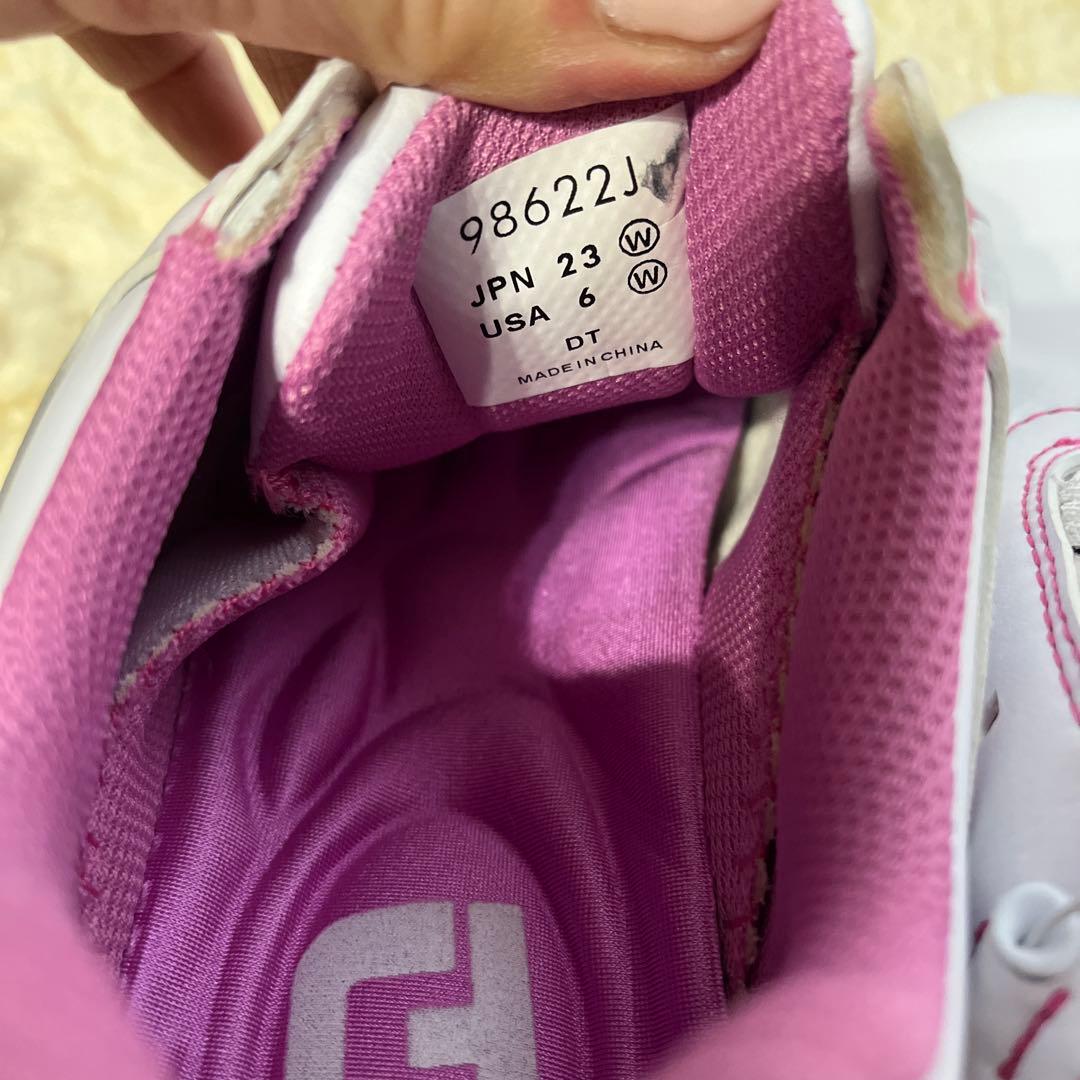 98622J
JPN 23 W
USA 6 W
DT
MADE IN CHINA